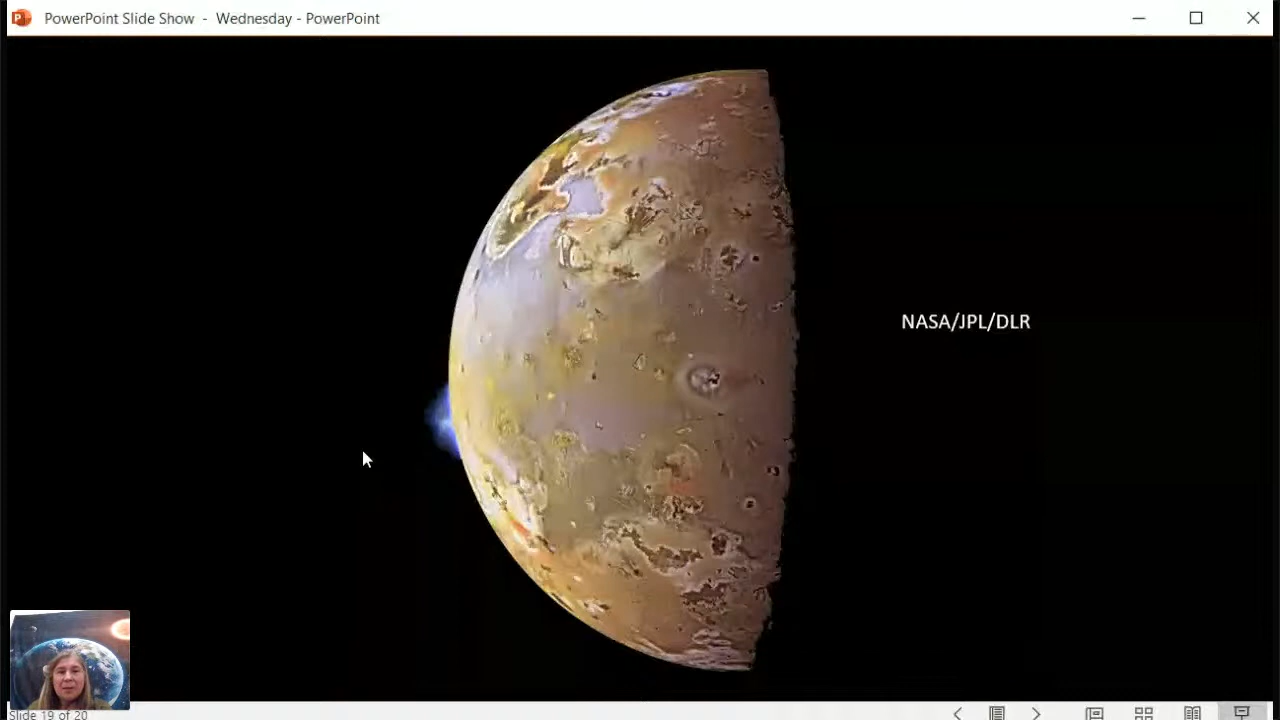 PowerPoint Slide Show - Wednesday - PowerPoint
NASA/JPL/DLR
Slide 19 of 20